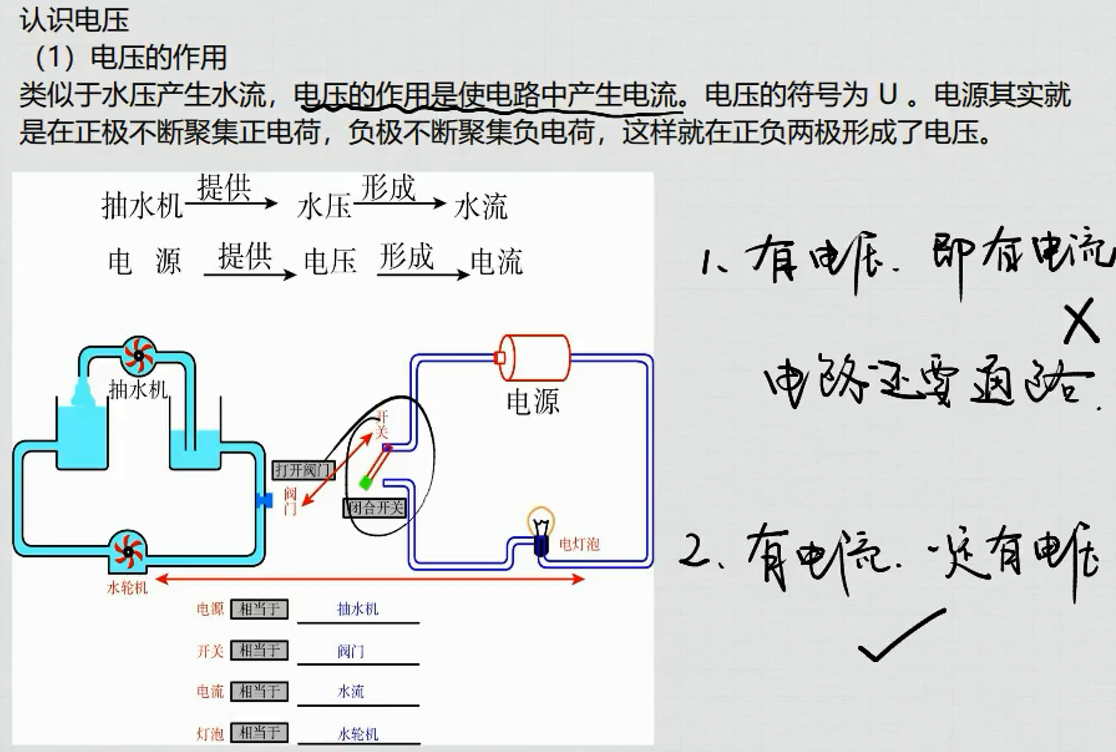 认识电压
（1）电压的作用
类似于水压产生水流，电压的作用是使电路中产生电流。电压的符号为 U 。电源其实就
是在正极不断聚集正电荷，负极不断聚集负电荷，这样就在正负两极形成了电压。
抽水机 提供 水压 形成 水流
电 源 提供 电压 形成 电流
1、有电压. 即有电流
×
电路还要通路.
抽水机
电源
开关
打开阀门
阀门
闭合开关
电灯泡
水轮机
2、有电流. 一定有电压
✓
电源 相当于 抽水机
开关 相当于 阀门
电流 相当于 水流
灯泡 相当于 水轮机